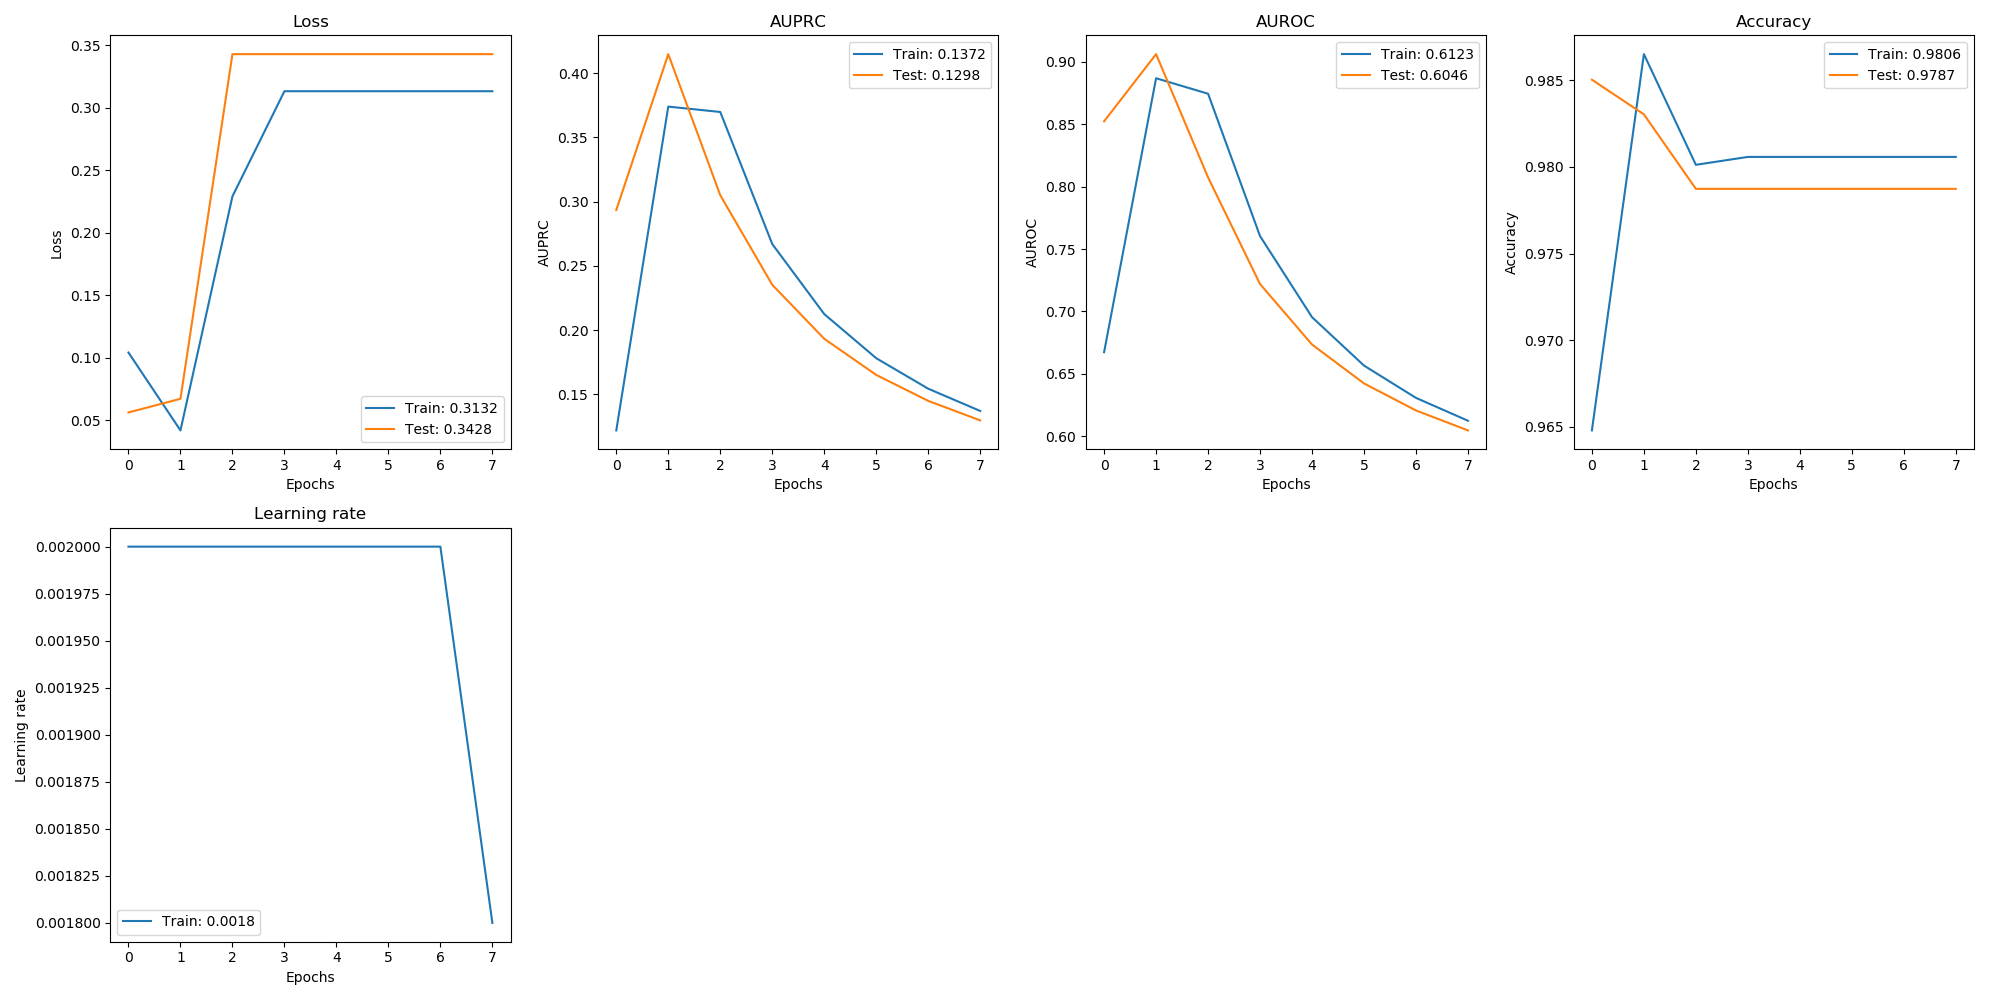 Loss
0.35
0.30
0.25
0.20
0.15
0.10
0.05
Loss
Train: 0.3132
Test: 0.3428
0 1 2 3 4 5 6 7
Epochs
AUPRC
0.40
0.35
0.30
0.25
0.20
0.15
AUPRC
Train: 0.1372
Test: 0.1298
0 1 2 3 4 5 6 7
Epochs
AUROC
0.90
0.85
0.80
0.75
0.70
0.65
0.60
AUROC
Train: 0.6123
Test: 0.6046
0 1 2 3 4 5 6 7
Epochs
Accuracy
0.985
0.980
0.975
0.970
0.965
Accuracy
Train: 0.9806
Test: 0.9787
0 1 2 3 4 5 6 7
Epochs
Learning rate
0.002000
0.001975
0.001950
0.001925
0.001900
0.001875
0.001850
0.001825
0.001800
Learning rate
Train: 0.0018
0 1 2 3 4 5 6 7
Epochs